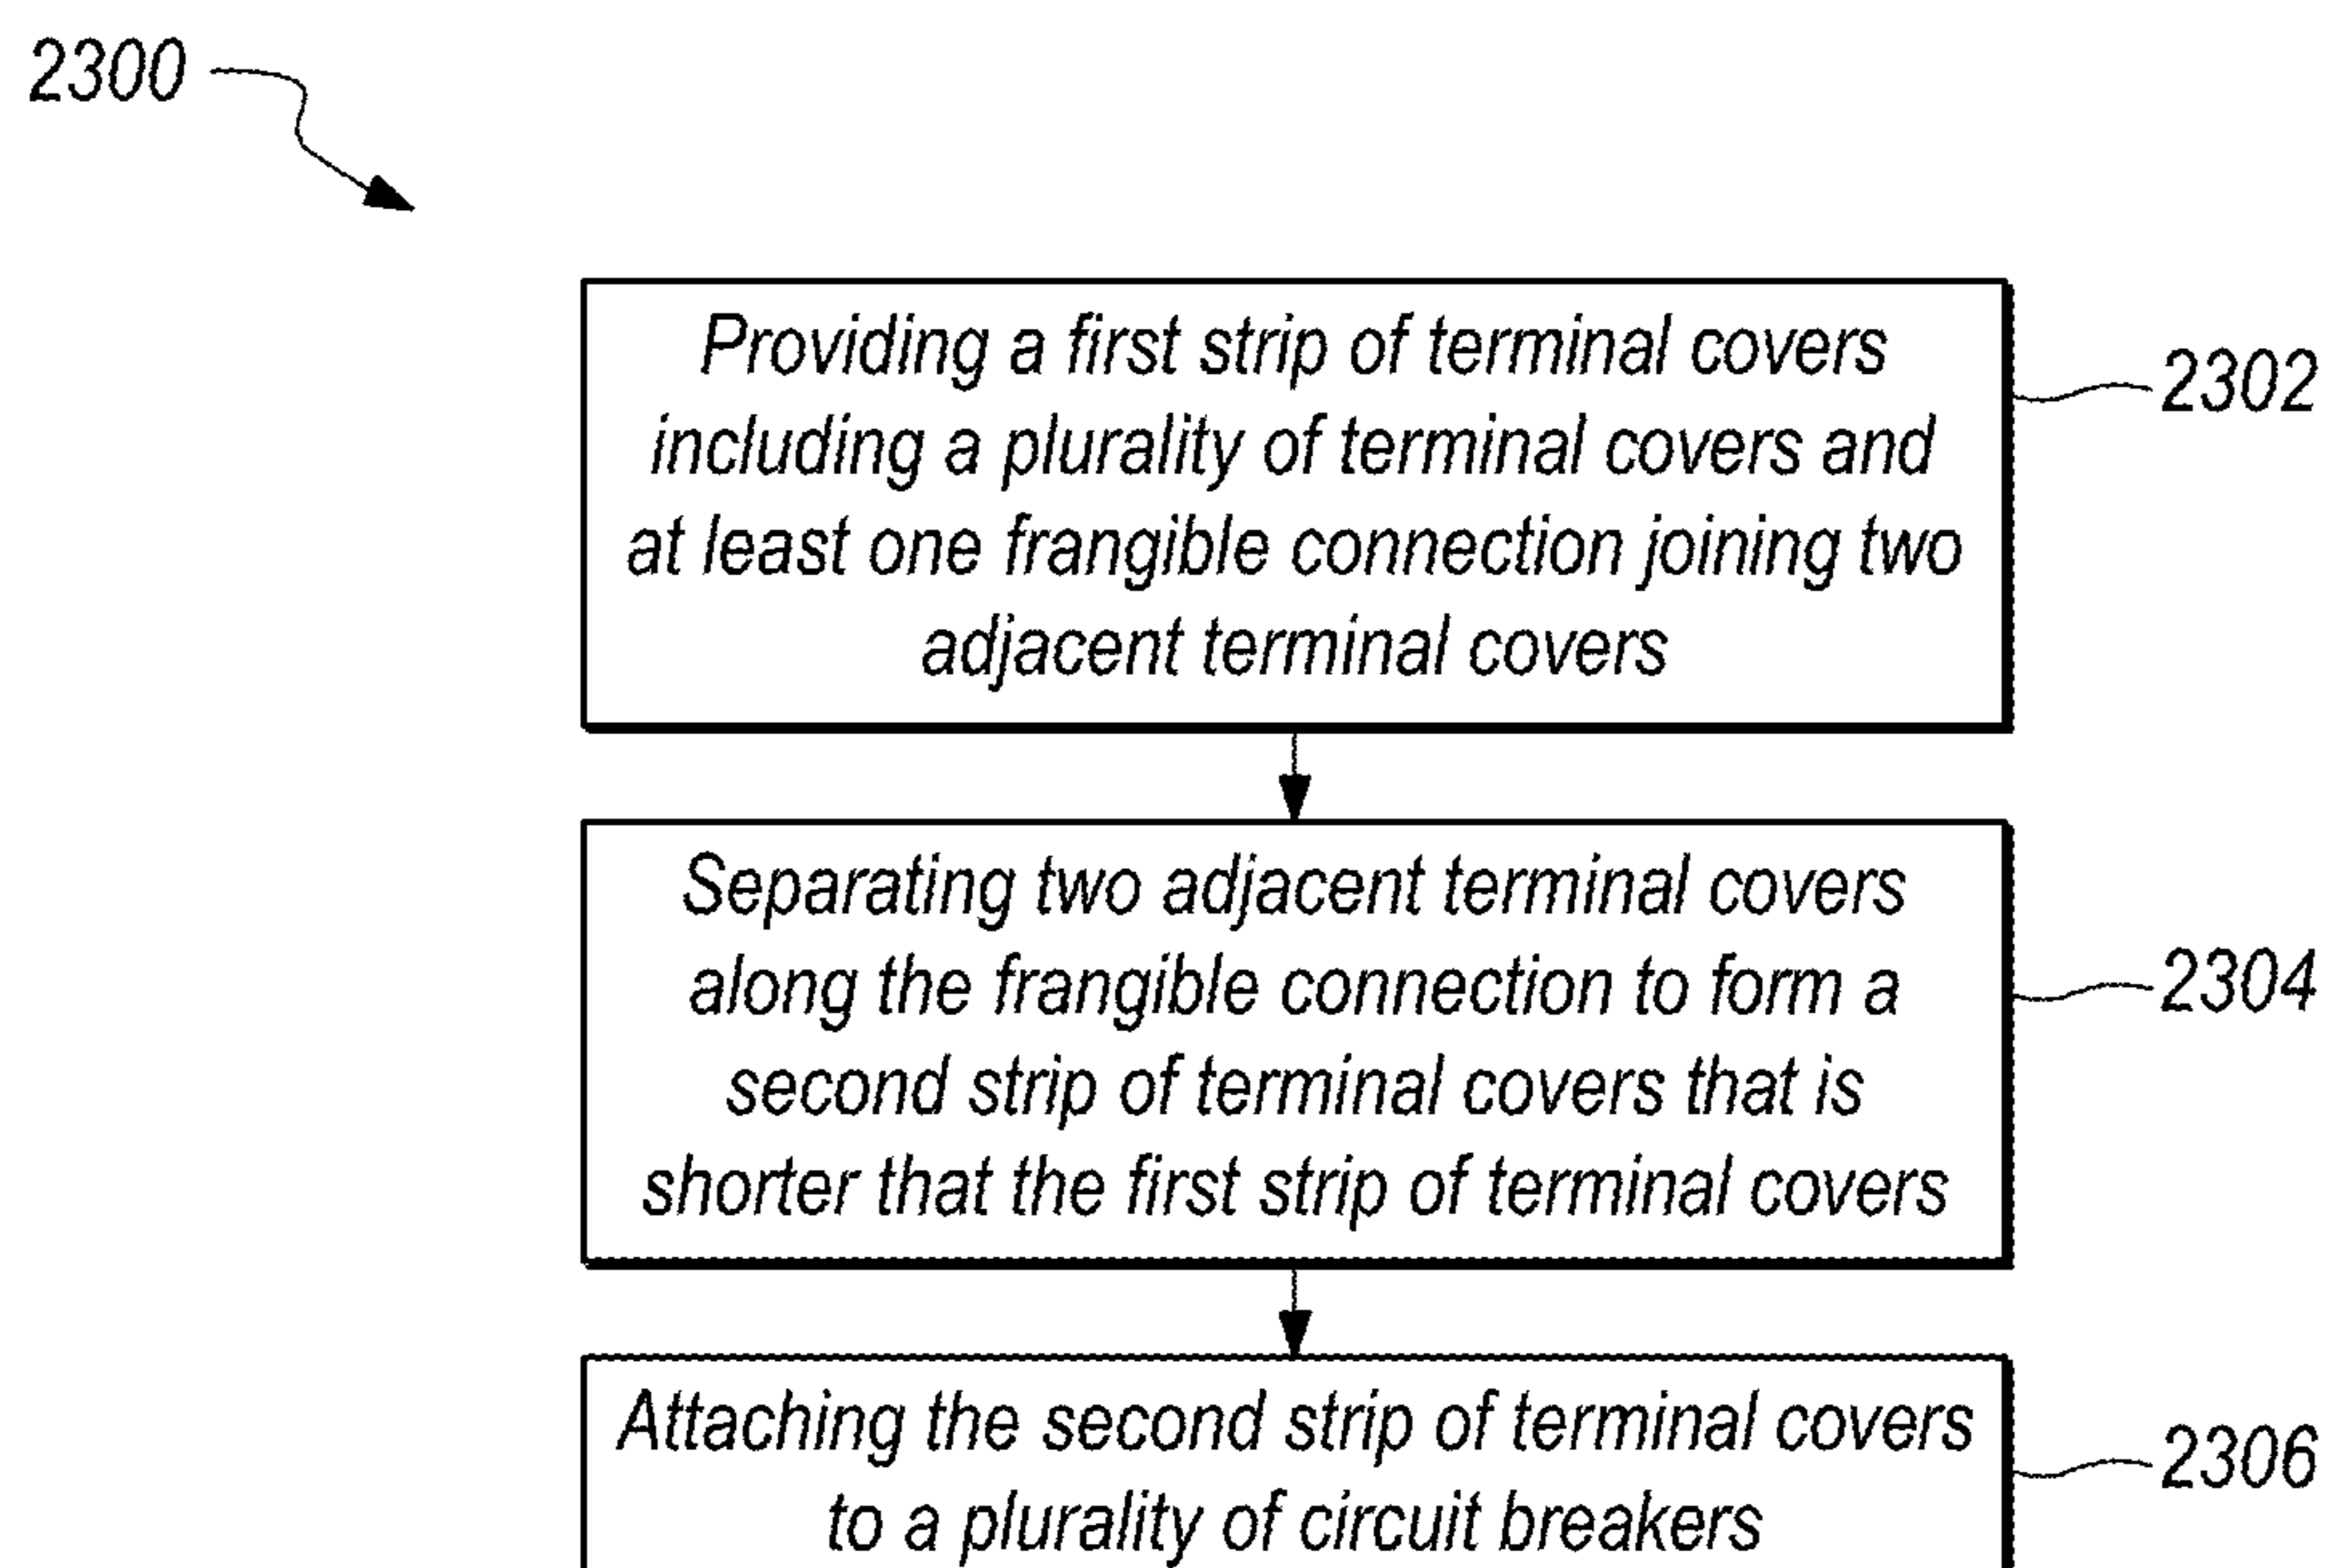 2300
Providing a first strip of terminal covers
including a plurality of terminal covers and
at least one frangible connection joining two
adjacent terminal covers
2302
Separating two adjacent terminal covers
along the frangible connection to form a
second strip of terminal covers that is
shorter that the first strip of terminal covers
2304
Attaching the second strip of terminal covers
to a plurality of circuit breakers
2306